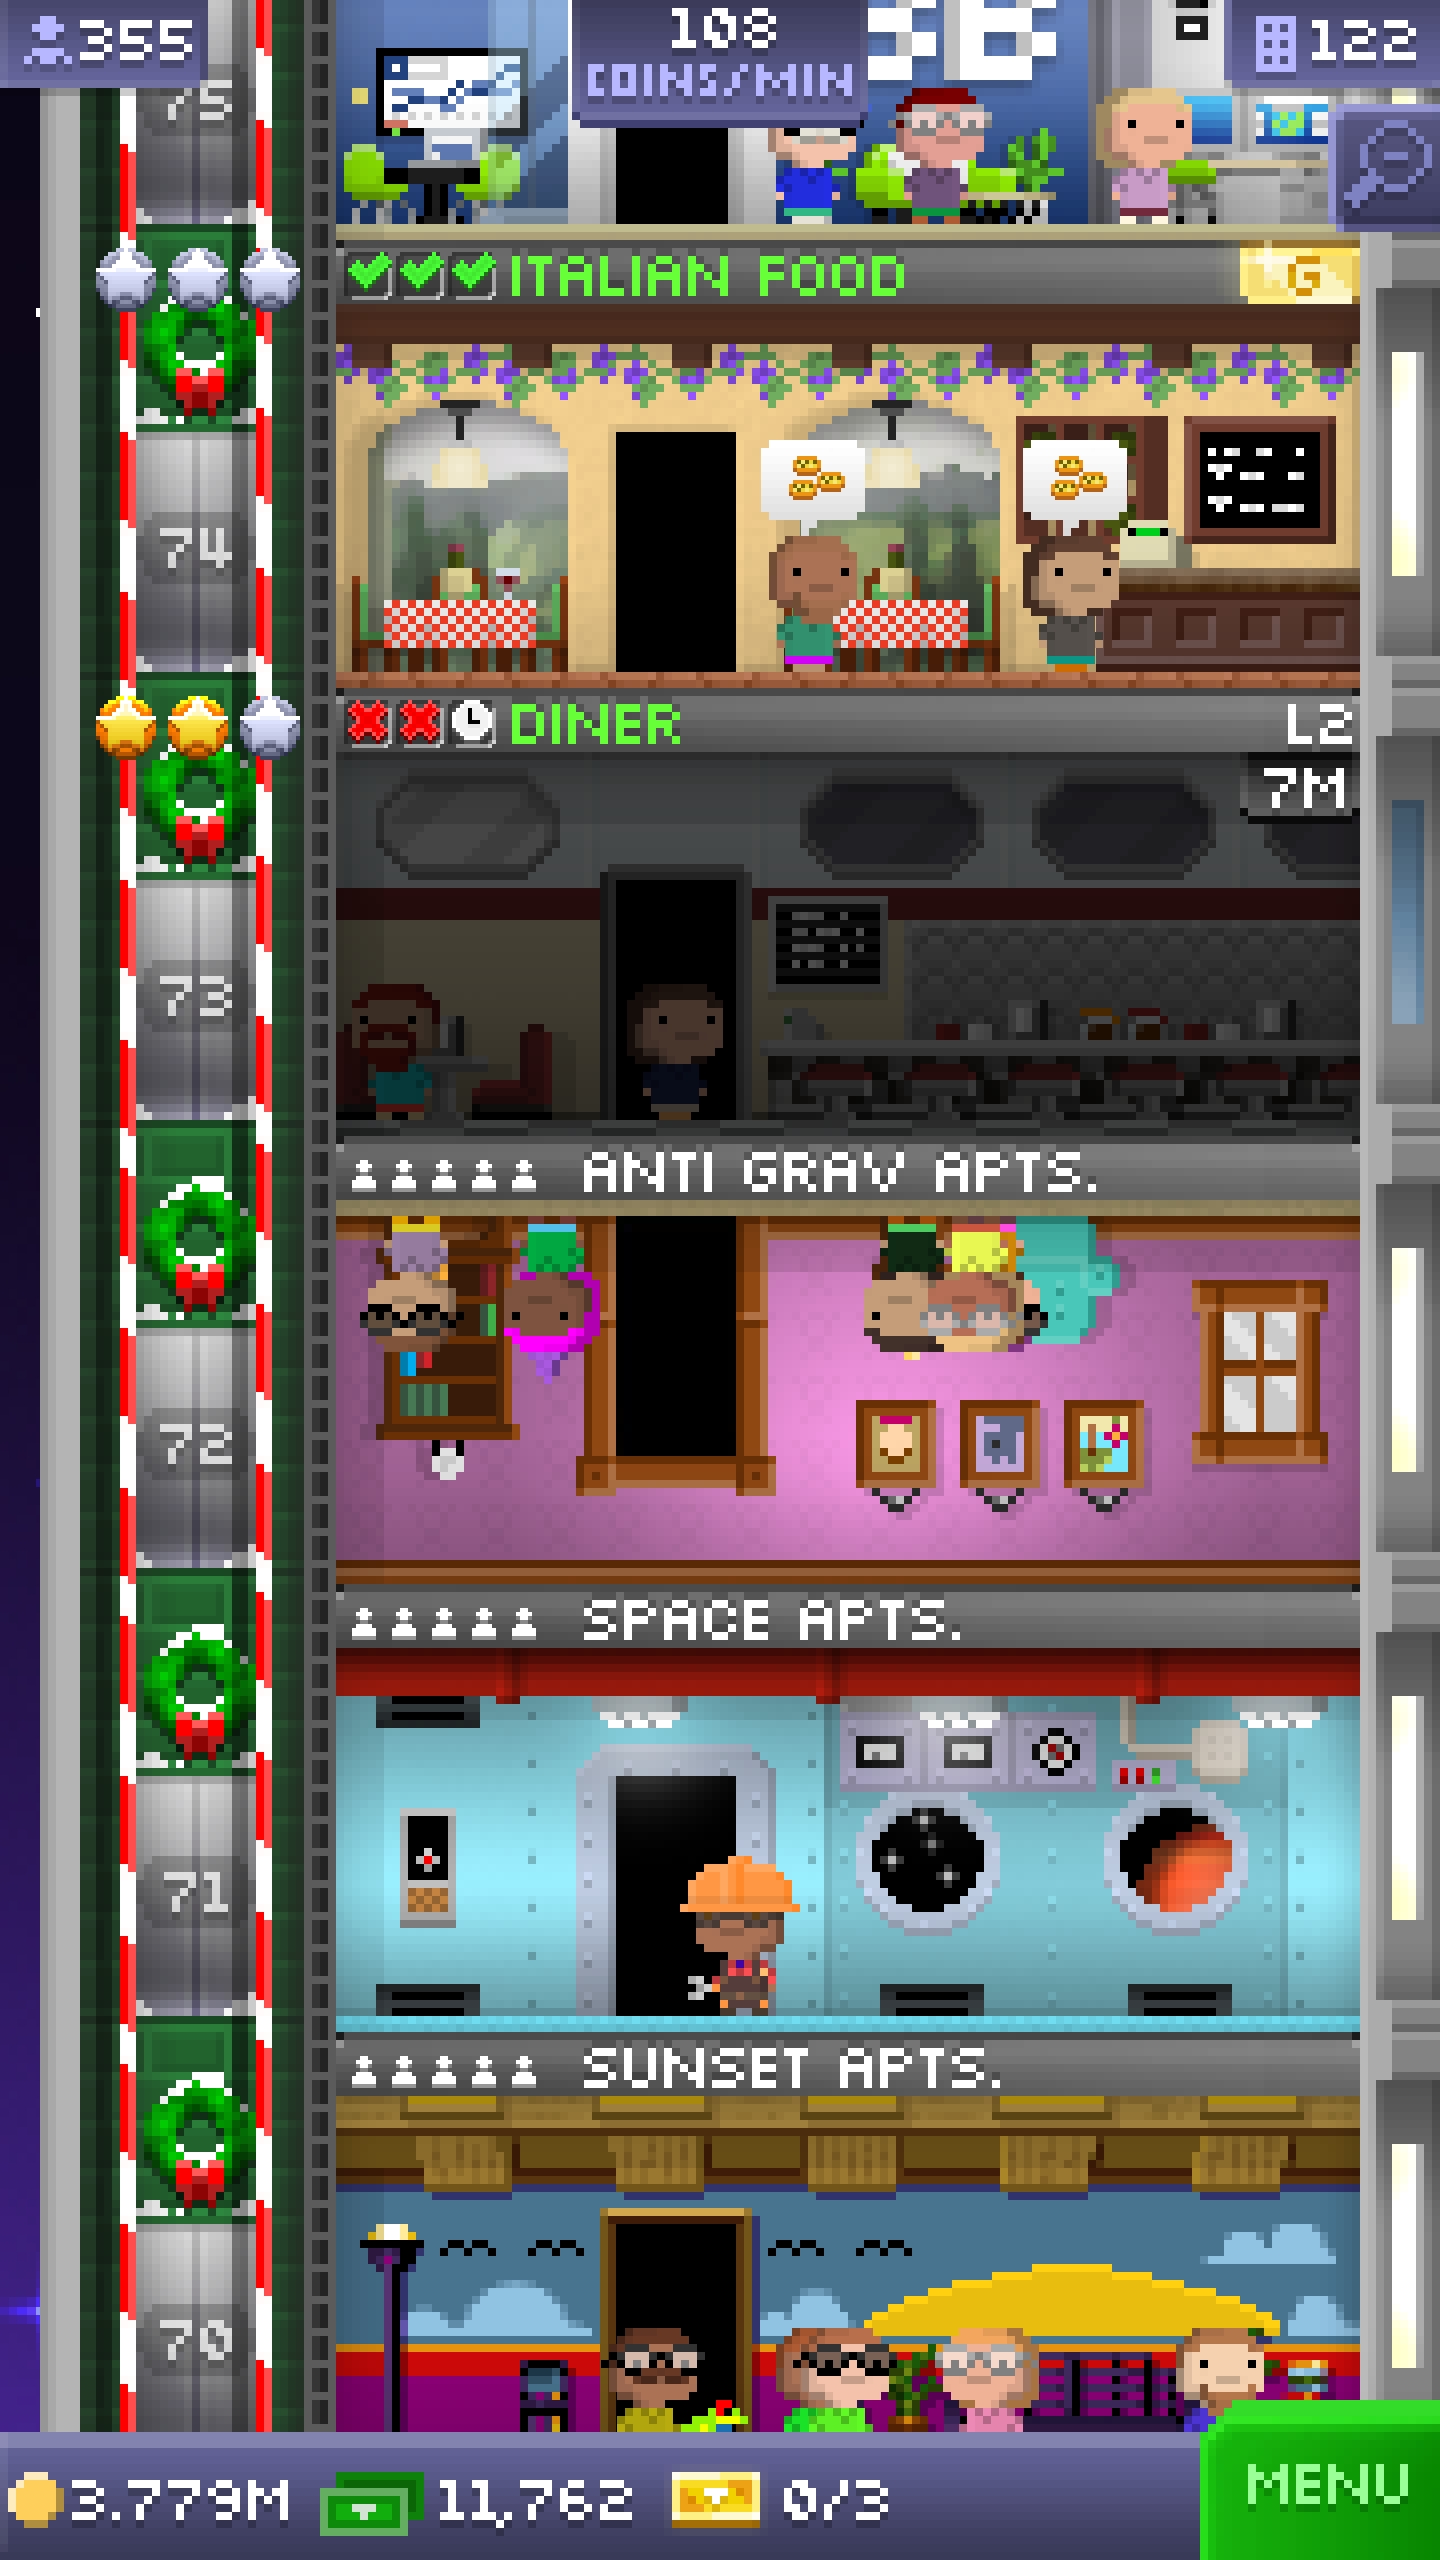 355
108
COINS/MIN
122
75
ITALIAN FOOD
G
74
DINER
L2
7M
73
ANTI GRAV APTS.
72
SPACE APTS.
71
SUNSET APTS.
70
3.779M
11,762
0/3
MENU